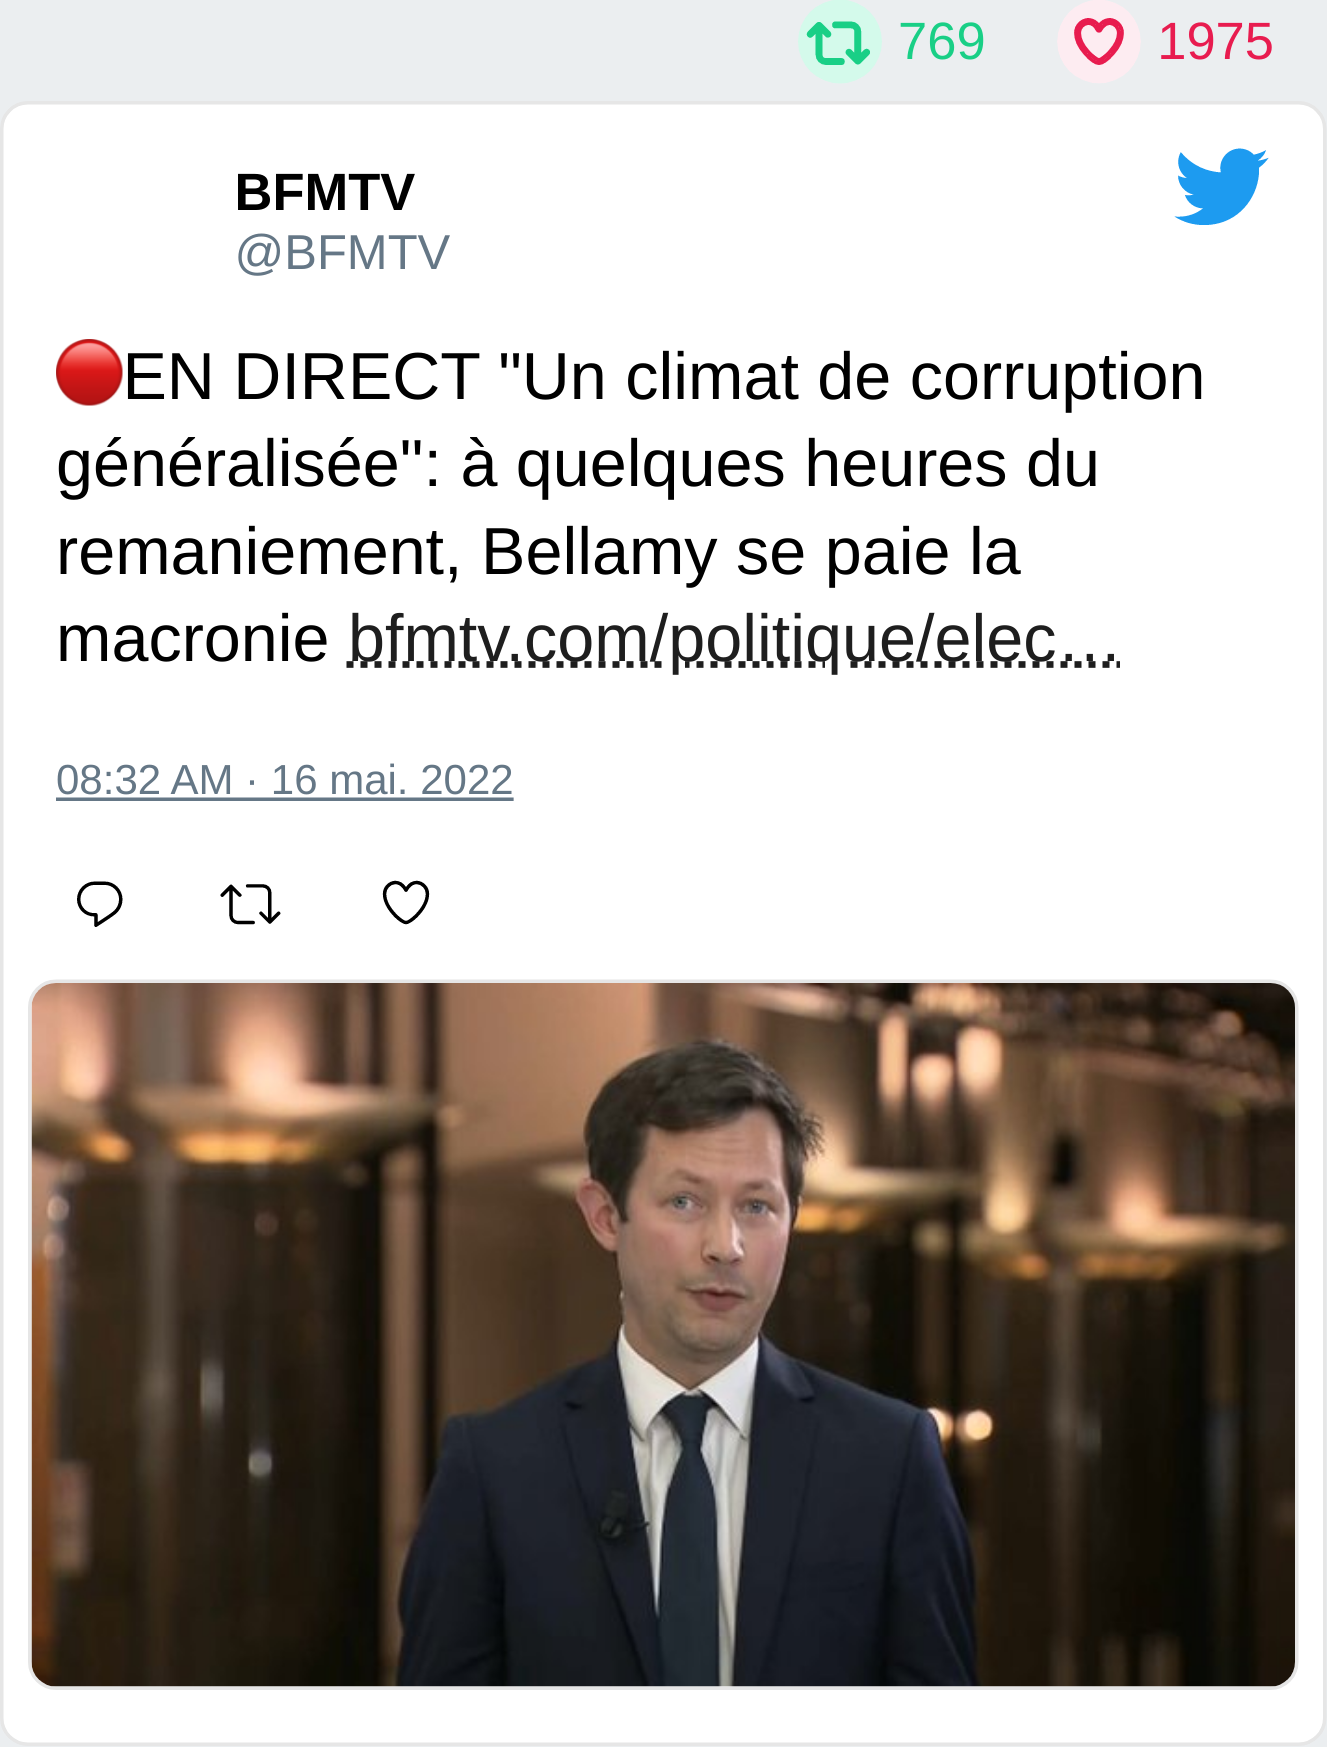 769 1975
BFMTV
@BFMTV
🔴EN DIRECT "Un climat de corruption
généralisée": à quelques heures du
remaniement, Bellamy se paie la
macronie bfmtv.com/politique/elec…
08:32 AM · 16 mai. 2022